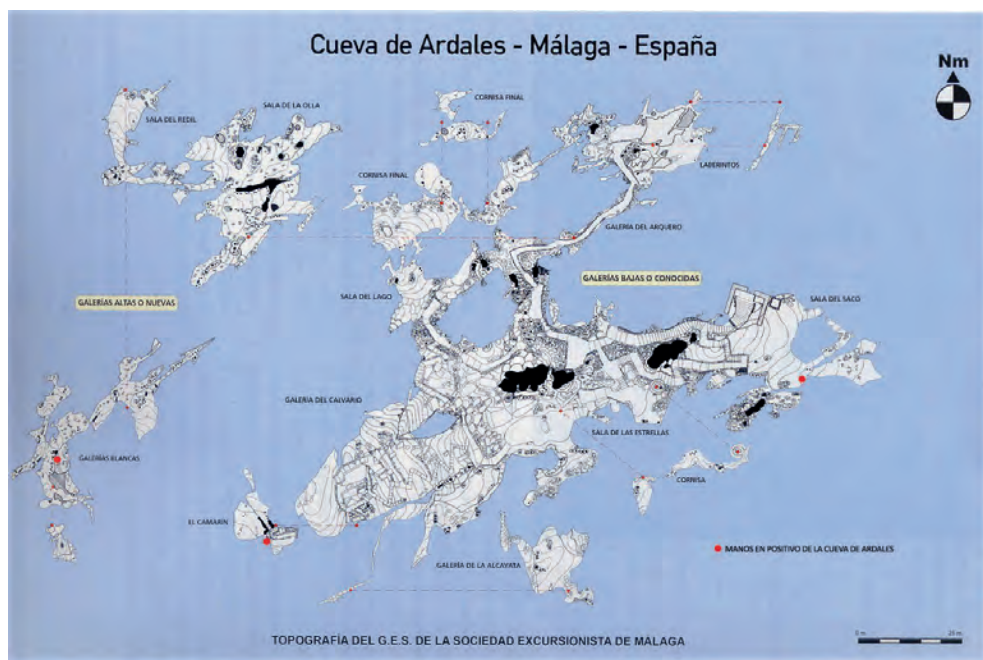 Cueva de Ardales - Málaga - España
Nm
CORNISA FINAL
SALA DE LA OLLA
SALA DEL REDIL
LABERINTOS
CORNISA FINAL
GALERÍA DEL ARQUERO
GALERÍAS BAJAS O CONOCIDAS
SALA DEL LAGO
SALA DEL SACO
GALERÍAS ALTAS O NUEVAS
GALERÍA DEL CALVARIO
SALA DE LAS ESTRELLAS
GALERÍAS BLANCAS
CORNISA
EL CAMARÍN
MANOS EN POSITIVO DE LA CUEVA DE ARDALES
GALERÍA DE LA ALCAYATA
TOPOGRAFÍA DEL G.E.S. DE LA SOCIEDAD EXCURSIONISTA DE MÁLAGA
0 m